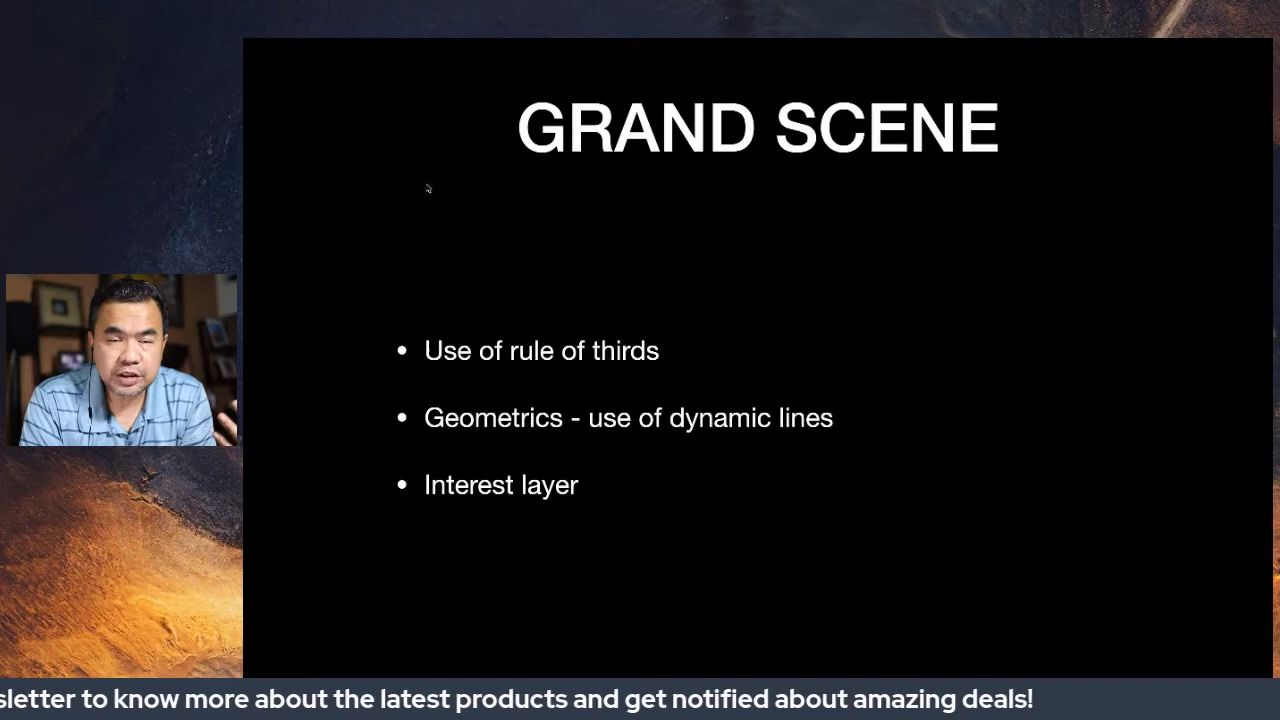 GRAND SCENE
• Use of rule of thirds
• Geometrics - use of dynamic lines
• Interest layer
sletter to know more about the latest products and get notified about amazing deals!